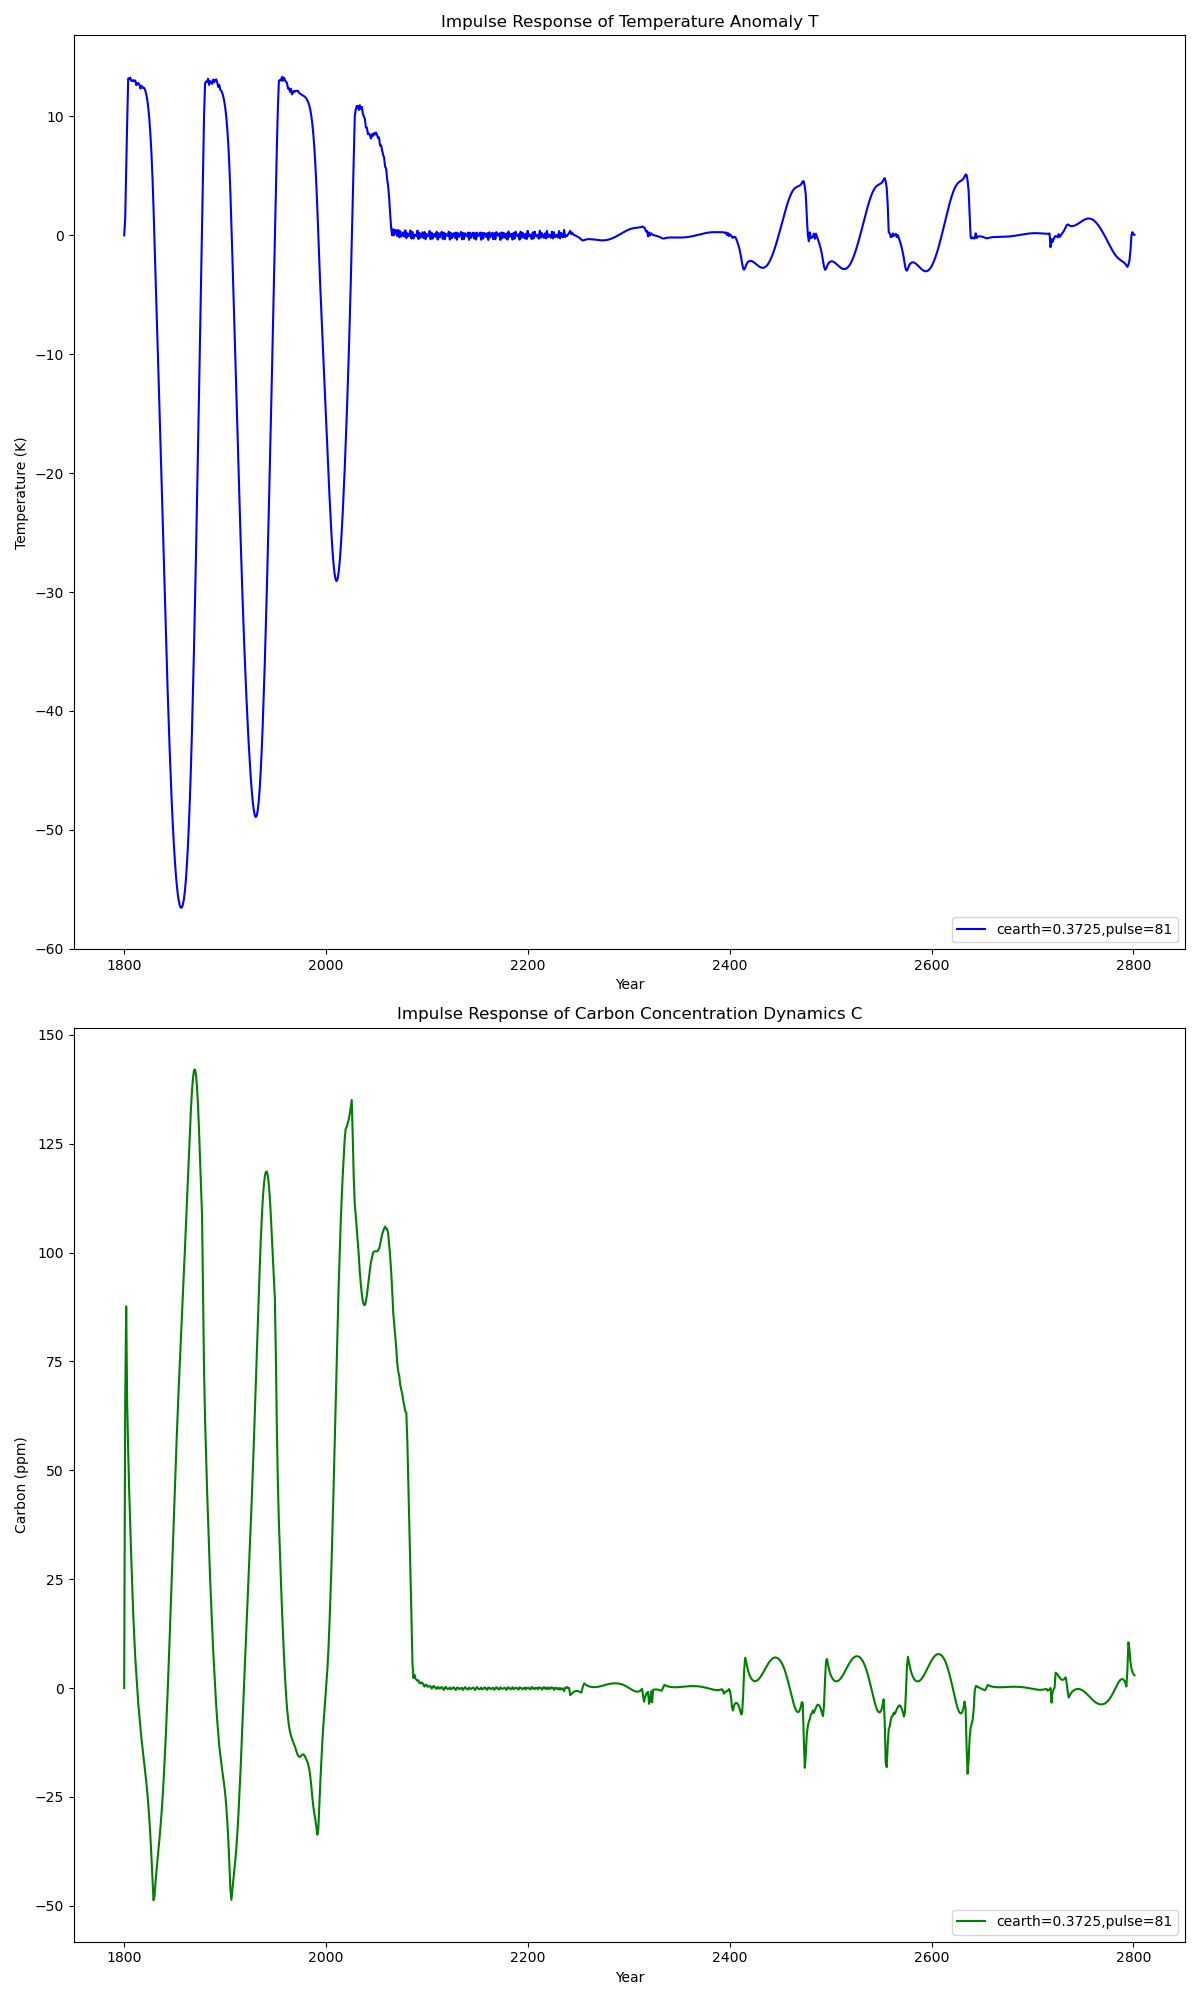 Impulse Response of Temperature Anomaly T
Temperature (K)
10
0
−10
−20
−30
−40
−50
−60
1800 2000 2200 2400 2600 2800
Year
cearth=0.3725,pulse=81
Impulse Response of Carbon Concentration Dynamics C
Carbon (ppm)
150
125
100
75
50
25
0
−25
−50
1800 2000 2200 2400 2600 2800
Year
cearth=0.3725,pulse=81